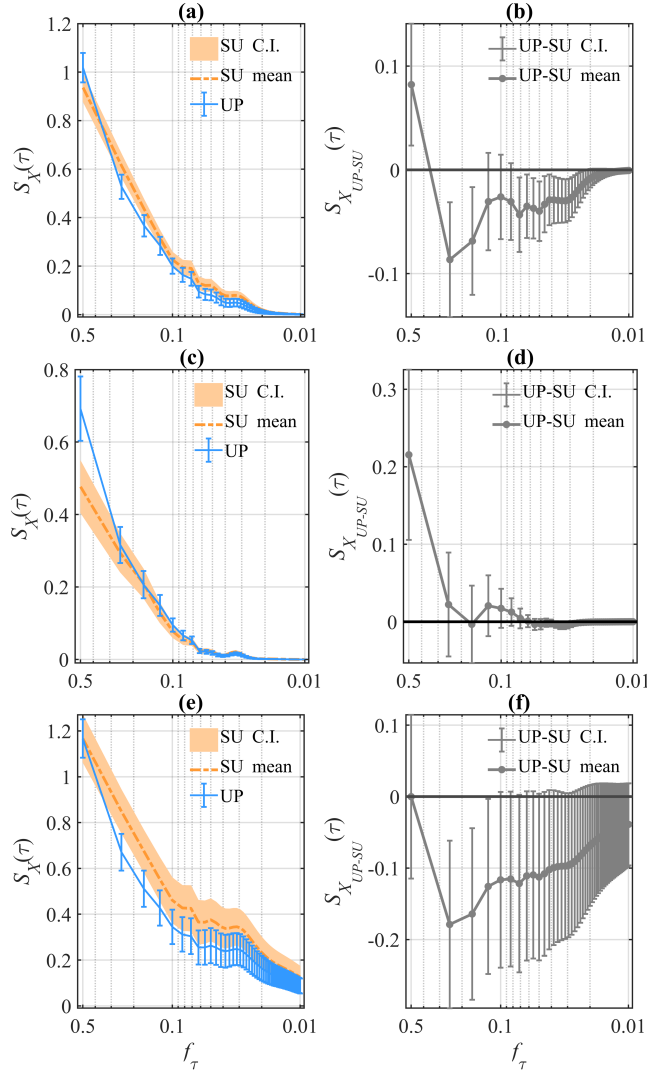 (a)
1.2
1
0.8
0.6
0.4
0.2
0
S_X(τ)
SU C.I.
SU mean
UP
0.5
0.1
0.01
(b)
0.1
0
-0.1
S_{X_{UP-SU}}(τ)
UP-SU C.I.
UP-SU mean
0.5
0.1
0.01
(c)
0.8
0.6
0.4
0.2
0
S_X(τ)
SU C.I.
SU mean
UP
0.5
0.1
0.01
(d)
0.3
0.2
0.1
0
S_{X_{UP-SU}}(τ)
UP-SU C.I.
UP-SU mean
0.5
0.1
0.01
(e)
1.2
1
0.8
0.6
0.4
0.2
0
S_X(τ)
SU C.I.
SU mean
UP
0.5
0.1
0.01
f_τ
(f)
0.1
0
-0.1
-0.2
S_{X_{UP-SU}}(τ)
UP-SU C.I.
UP-SU mean
0.5
0.1
0.01
f_τ